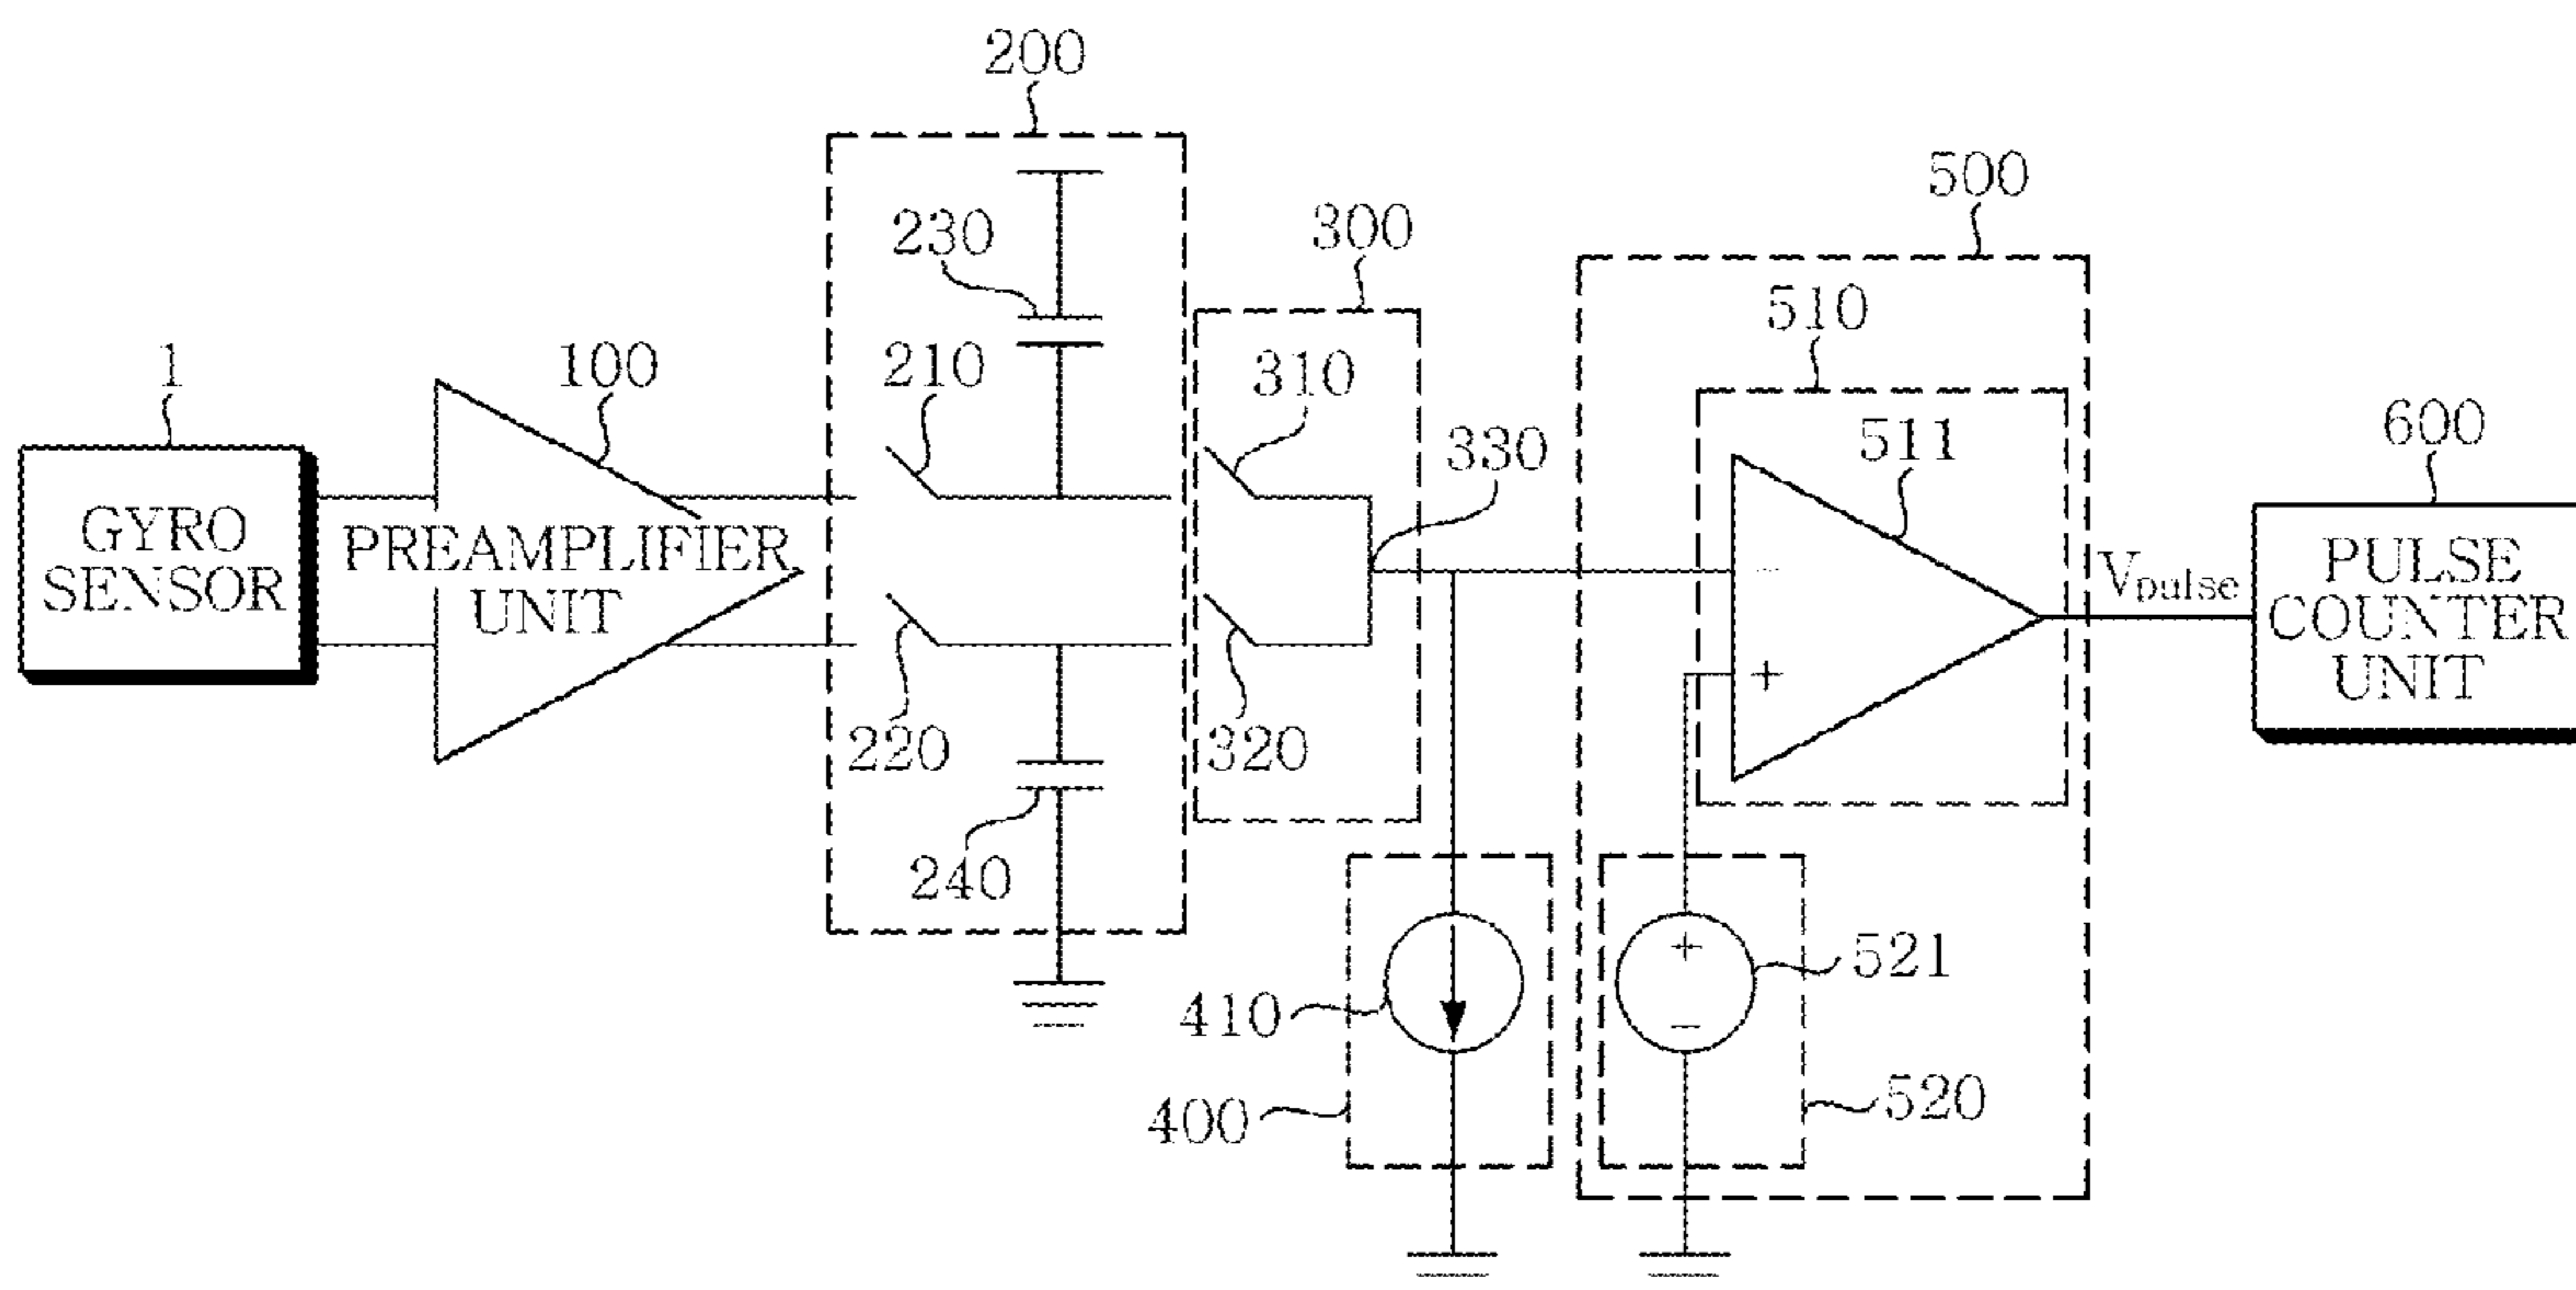 200
500
230
300
510
1
100
210
310
511
600
330
GYRO
SENSOR
PREAMPLIFIER
UNIT
−
+
Vpulse
PULSE
COUNTER
UNIT
220
320
240
+
−
521
410
400
520